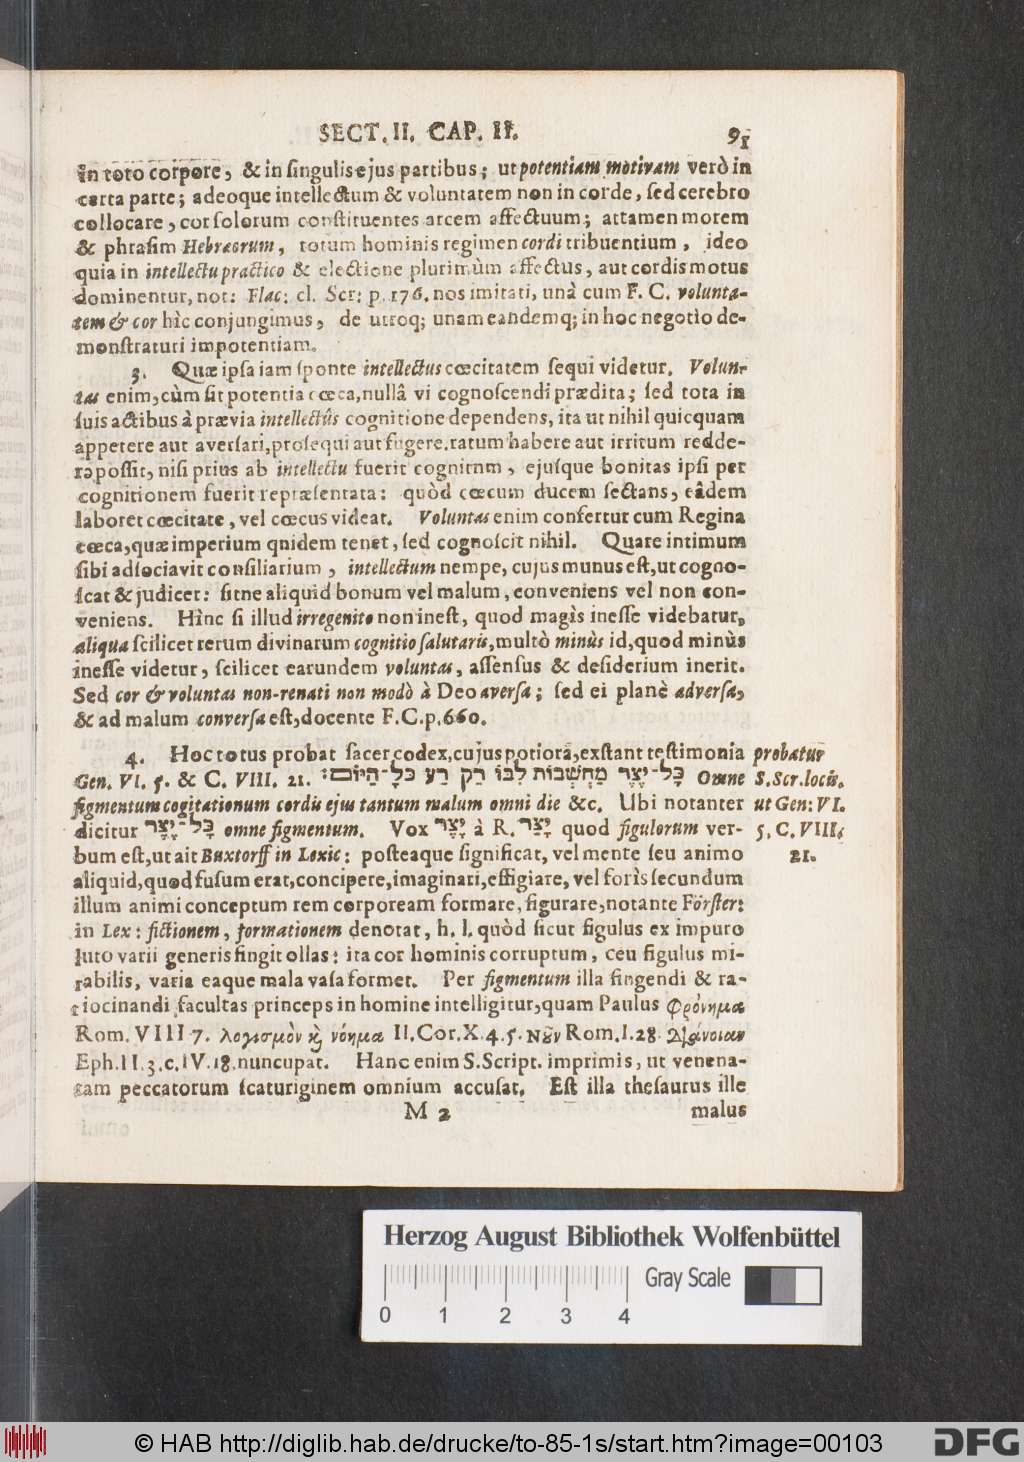 SECT. II. CAP. II. 91
in toto corpore, & in singulis ejus partibus; ut potentiam motivam verò in
certa parte; adeoque intellectum & voluntatem non in corde, sed cerebro
collocare, cor solorum constituentes arcem affectuum; attamen morem
& phrasim Hebræorum, totum hominis regimen cordi tribuentium, ideo
quia in intellectu practico & electione plurimùm affectus, aut cordis motus
dominentur, not: Flac: cl. Scr: p. 176. nos imitati, unà cum F. C. volunta-
tem & cor hìc conjungimus, de utroq; unam eandemq; in hoc negotio de-
monstraturi impotentiam.
3. Quæ ipsa iam sponte intellectus cœcitatem sequi videtur. Volun-
tas enim, cùm sit potentia cœca, nullâ vi cognoscendi prædita; sed tota in
suis actibus à prævia intellectûs cognitione dependens, ita ut nihil quicquam
appetere aut aversari, prosequi aut fugere, ratum habere aut irritum redde-
re possit, nisi prius ab intellectu fuerit cognitum, ejusque bonitas ipsi per
cognitionem fuerit repræsentata: quòd cœcum ducem sectans, eâdem
laboret cœcitate, vel cœcus videat. Voluntas enim confertur cum Regina
cœca, quæ imperium quidem tenet, sed cognoscit nihil. Quare intimum
sibi adsociavit consiliarium, intellectum nempe, cujus munus est, ut cogno-
scat & judicet: sitne aliquid bonum vel malum, conveniens vel non con-
veniens. Hinc si illud irregenito non inest, quod magìs inesse videbatur,
aliqua scilicet rerum divinarum cognitio salutaris, multò minùs id, quod minùs
inesse videtur, scilicet earundem voluntas, assensus & desiderium inerit.
Sed cor & voluntas non-renati non modò à Deo aversa; sed ei planè adversa,
& ad malum conversa est, docente F. C. p. 660.
4. Hoc totus probat sacer codex, cujus potiora, exstant testimonia
Gen. VI. 5. & C. VIII. 21. כָּל־יֵצֶר מַחְשְׁבוֹת לִבּוֹ רַק רַע כָּל־הַיּוֹם׃ Omne
figmentum cogitationum cordis ejus tantum malum omni die &c. Ubi notanter
dicitur כָּל־יֵצֶר omne figmentum. Vox יֵצֶר à R. יָצַר quod figulorum ver-
bum est, ut ait Buxtorff in Lexic: posteaque significat, vel mente seu animo
aliquid, quod fusum erat, concipere, imaginari, effigiare, vel forìs secundum
illum animi conceptum rem corpoream formare, figurare, notante Förster:
in Lex: fictionem, formationem denotat, h. l. quòd sicut figulus ex impuro
luto varii generis fingit ollas: ita cor hominis corruptum, ceu figulus mi-
rabilis, varia eaque mala vasa formet. Per figmentum illa fingendi & ra-
tiocinandi facultas princeps in homine intelligitur, quam Paulus φρόνημα
Rom. VIII 7. λογισμὸν καὶ νόημα II. Cor. X. 4. 5. νοῦν Rom. I. 28. Διάνοιαν
Eph. II. 3. c. IV. 18. nuncupat. Hanc enim S. Script. imprimis, ut venena-
tam peccatorum scaturiginem omnium accusat. Est illa thesaurus ille
M 2 malus
probatur
S. Scr. locis.
ut Gen: VI.
5. C. VIII.
21.
Herzog August Bibliothek Wolfenbüttel
Gray Scale
0 1 2 3 4
© HAB http://diglib.hab.de/drucke/to-85-1s/start.htm?image=00103
DFG